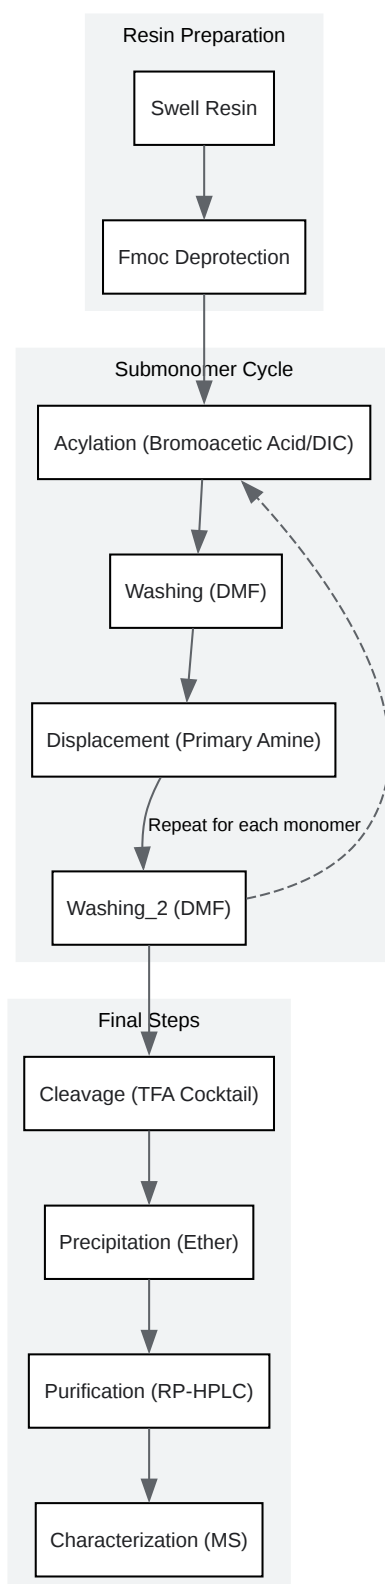 Resin Preparation
Swell Resin
Fmoc Deprotection
Submonomer Cycle
Acylation (Bromoacetic Acid/DIC)
Washing (DMF)
Displacement (Primary Amine)
Repeat for each monomer
Washing_2 (DMF)
Final Steps
Cleavage (TFA Cocktail)
Precipitation (Ether)
Purification (RP-HPLC)
Characterization (MS)